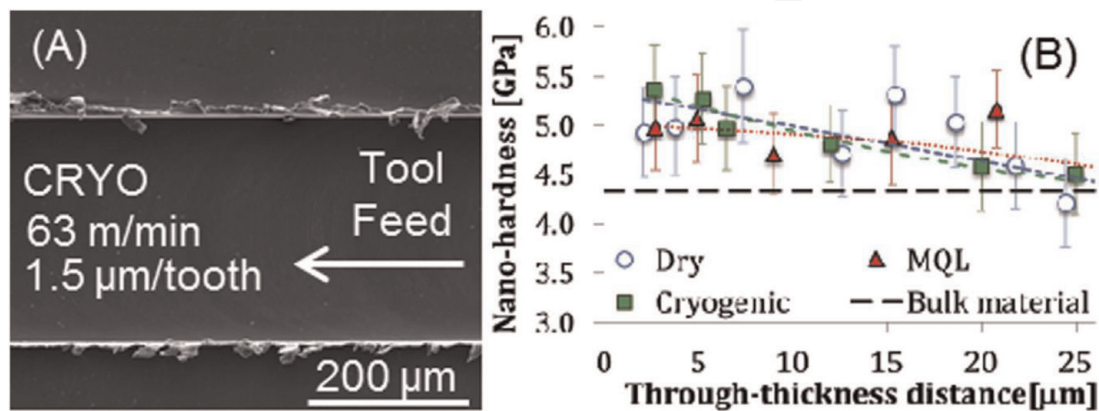 (A)
CRYO
63 m/min
1.5 µm/tooth
Tool
Feed
200 µm
(B)
Nano-hardness [GPa]
6.0
5.5
5.0
4.5
4.0
3.5
3.0
Dry
MQL
Cryogenic
Bulk material
0 5 10 15 20 25
Through-thickness distance[µm]